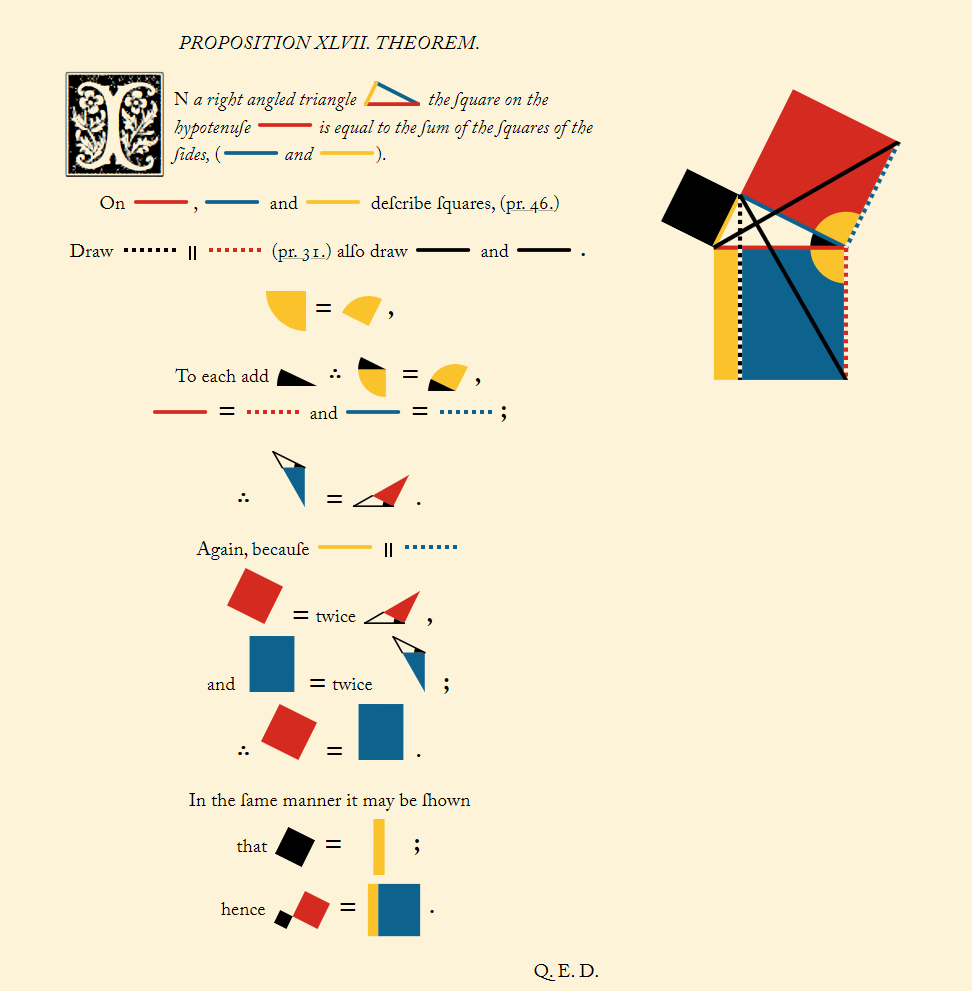 PROPOSITION XLVII. THEOREM.
IN a right angled triangle the ſquare on the
hypotenuſe is equal to the ſum of the ſquares of the
ſides, ( and ).
On , and deſcribe ſquares, (pr. 46.)
Draw || (pr. 31.) alſo draw and .
= ,
To each add ∴ = ,
= and = ;
∴ = .
Again, becauſe ||
= twice ,
and = twice ;
∴ = .
In the ſame manner it may be ſhown
that = ;
hence = .
Q. E. D.